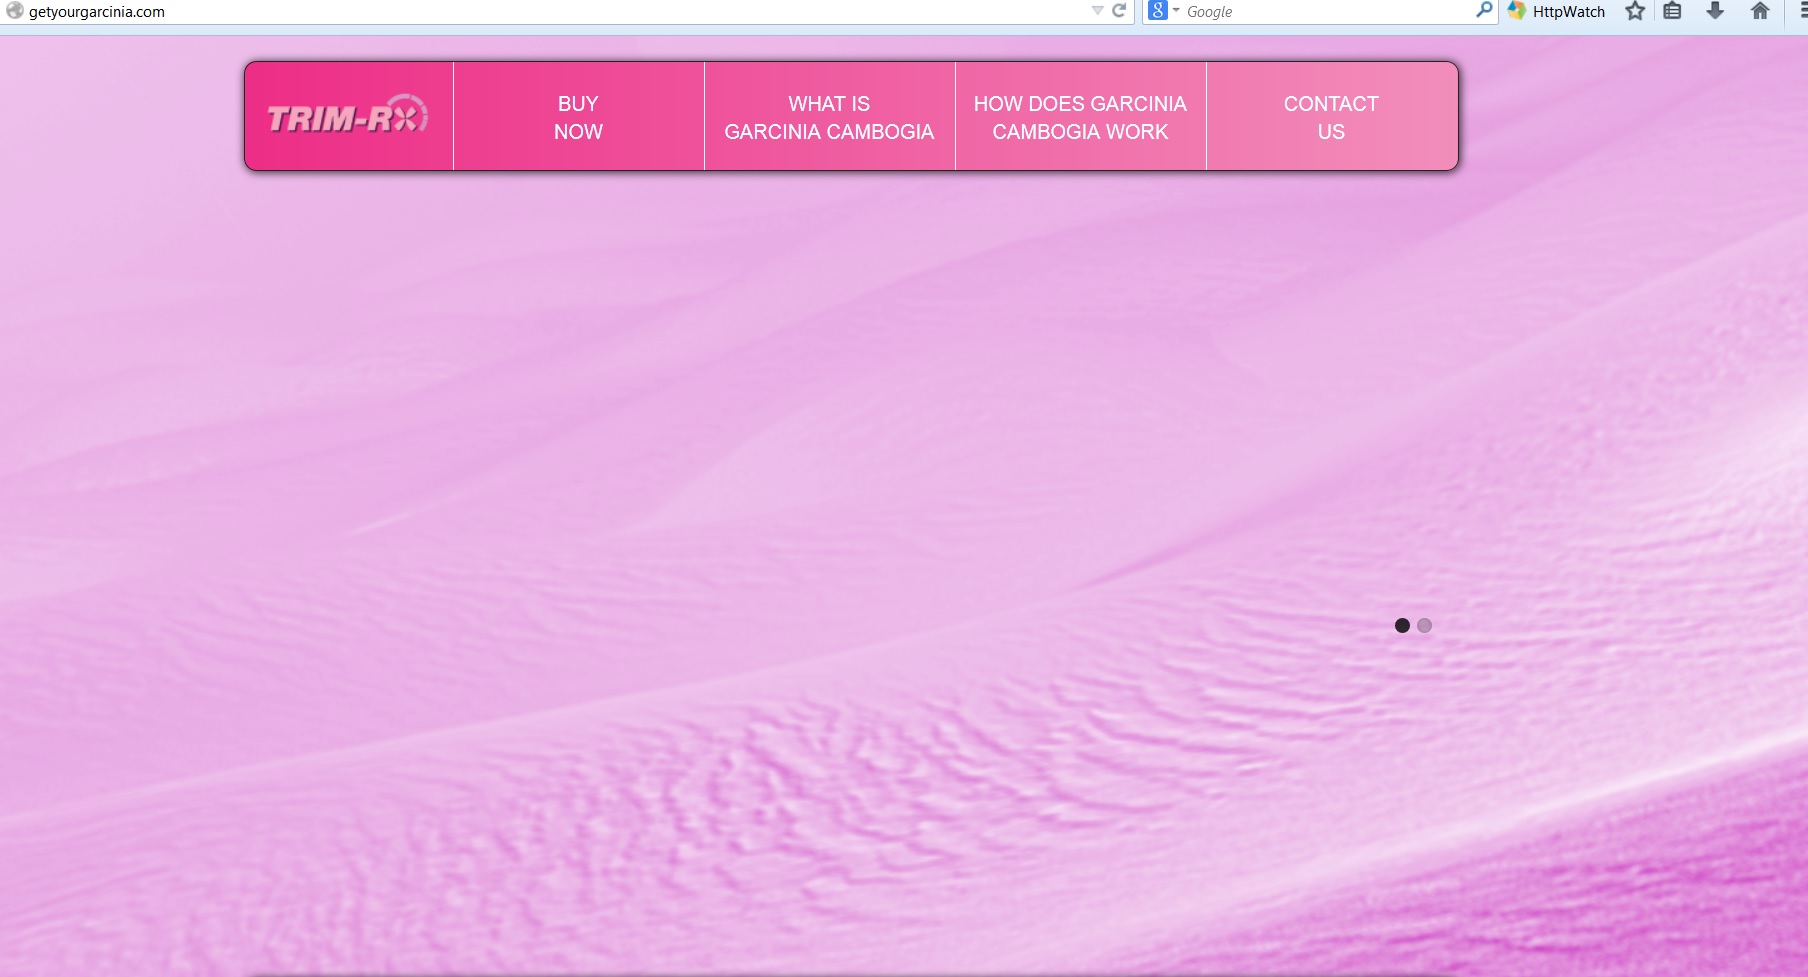 getyourgarcinia.com
Google
HttpWatch
TRIM-RX
BUY
NOW
WHAT IS
GARCINIA CAMBOGIA
HOW DOES GARCINIA
CAMBOGIA WORK
CONTACT
US